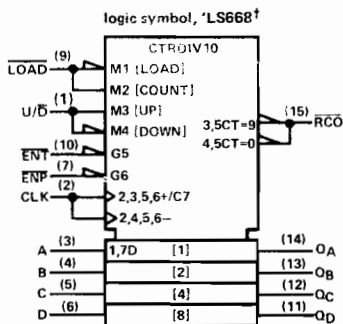 logic symbol, 'LS668†
CTRDIV10
LOAD (9) M1 [LOAD]
M2 [COUNT]
U/D (1) M3 [UP]
M4 [DOWN]
3,5CT=9 (15) RCO
4,5CT=0
ENT (10) G5
ENP (7) G6
CLK (2) 2,3,5,6+/C7
2,4,5,6−
A (3) 1,7D [1] (14) QA
B (4) [2] (13) QB
C (5) [4] (12) QC
D (6) [8] (11) QD